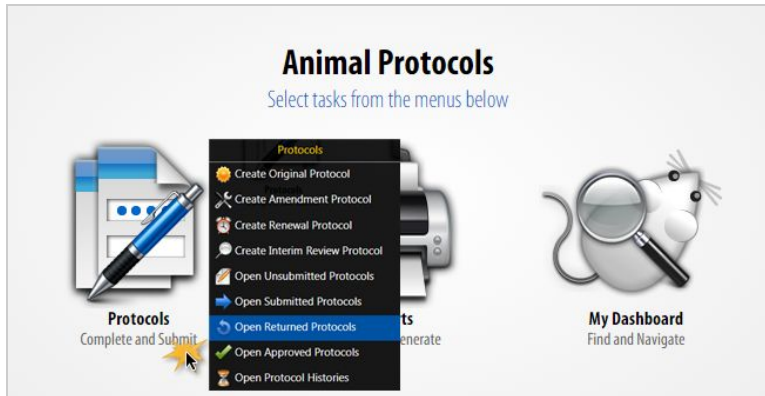 Animal Protocols
Select tasks from the menus below
Protocols
Create Original Protocol
Create Amendment Protocol
Create Renewal Protocol
Create Interim Review Protocol
Open Unsubmitted Protocols
Open Submitted Protocols
Open Returned Protocols
Open Approved Protocols
Open Protocol Histories
Protocols
Complete and Submit
ts
enerate
My Dashboard
Find and Navigate